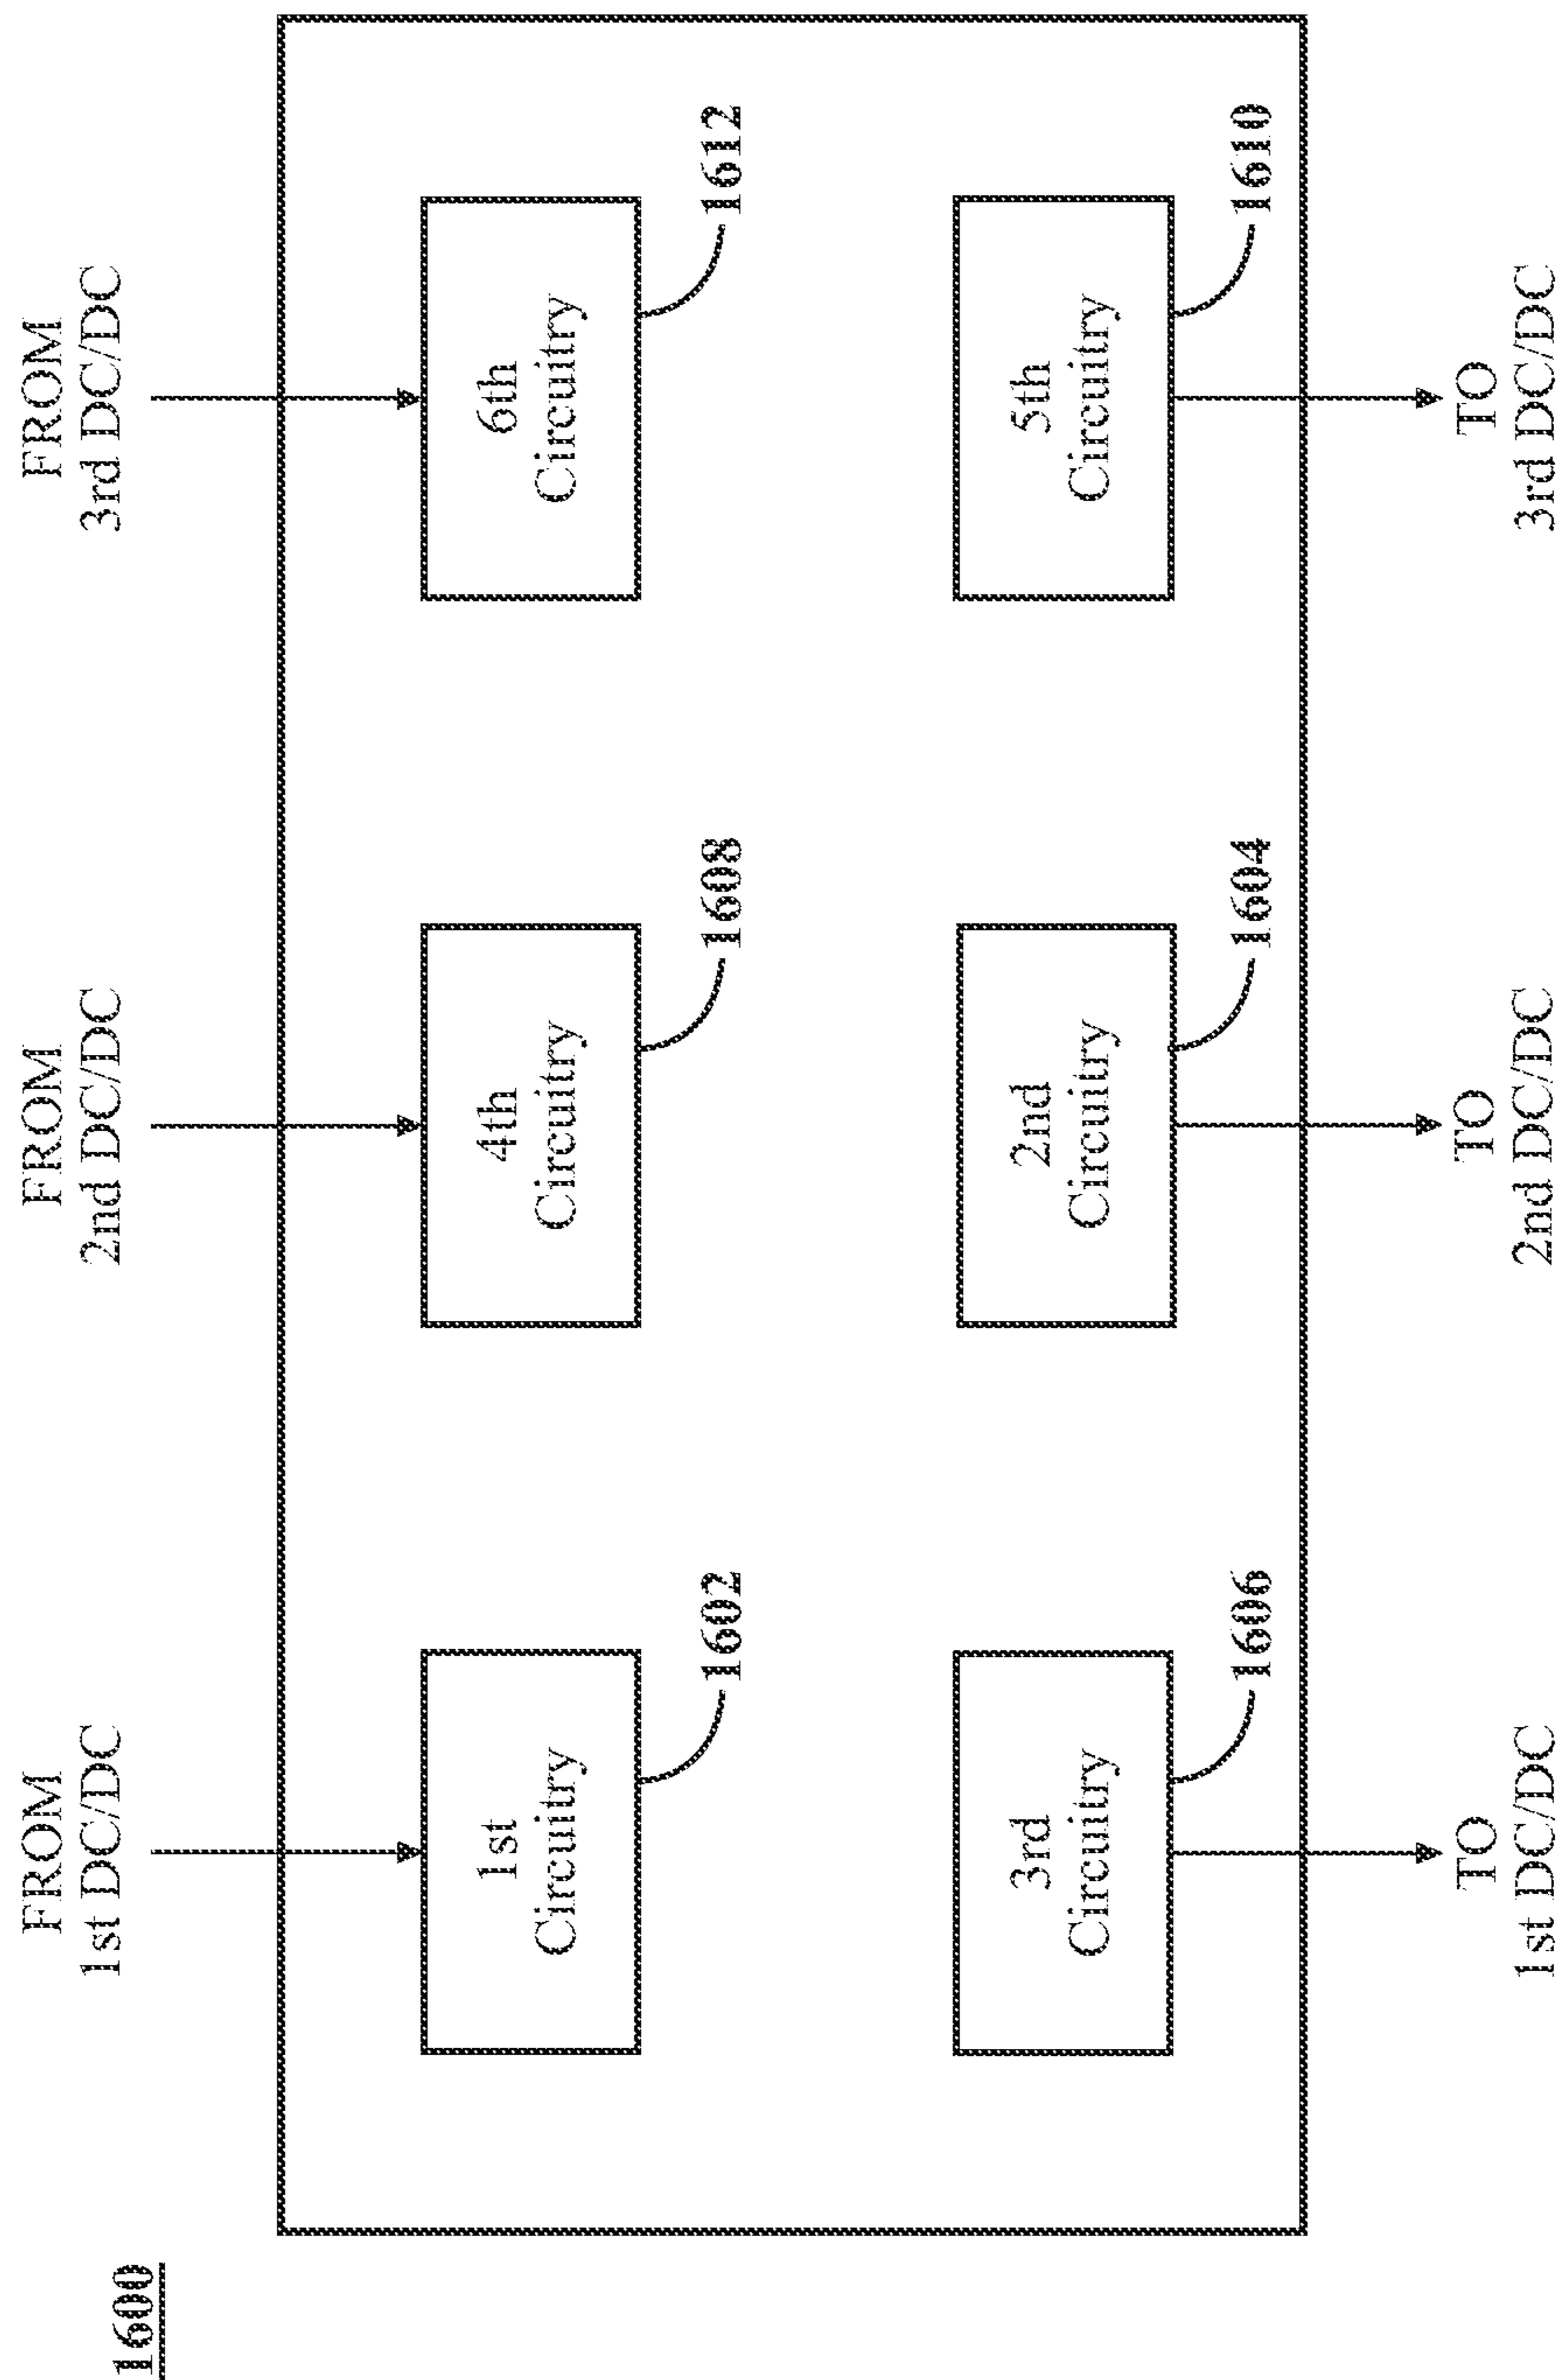 1600
FROM
1st DC/DC
FROM
2nd DC/DC
FROM
3rd DC/DC
1st
Circuitry
1602
4th
Circuitry
1608
6th
Circuitry
1612
3rd
Circuitry
1606
2nd
Circuitry
1604
5th
Circuitry
1610
TO
1st DC/DC
TO
2nd DC/DC
TO
3rd DC/DC